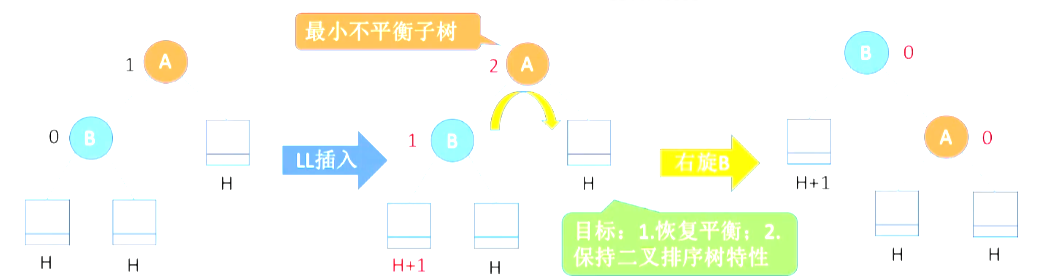 最小不平衡子树
1 A
2 A
B 0
0 B
1 B
A 0
LL插入
右旋B
H
H
H+1
H
H
目标：1.恢复平衡；2.
保持二叉排序树特性
H+1
H
H
H